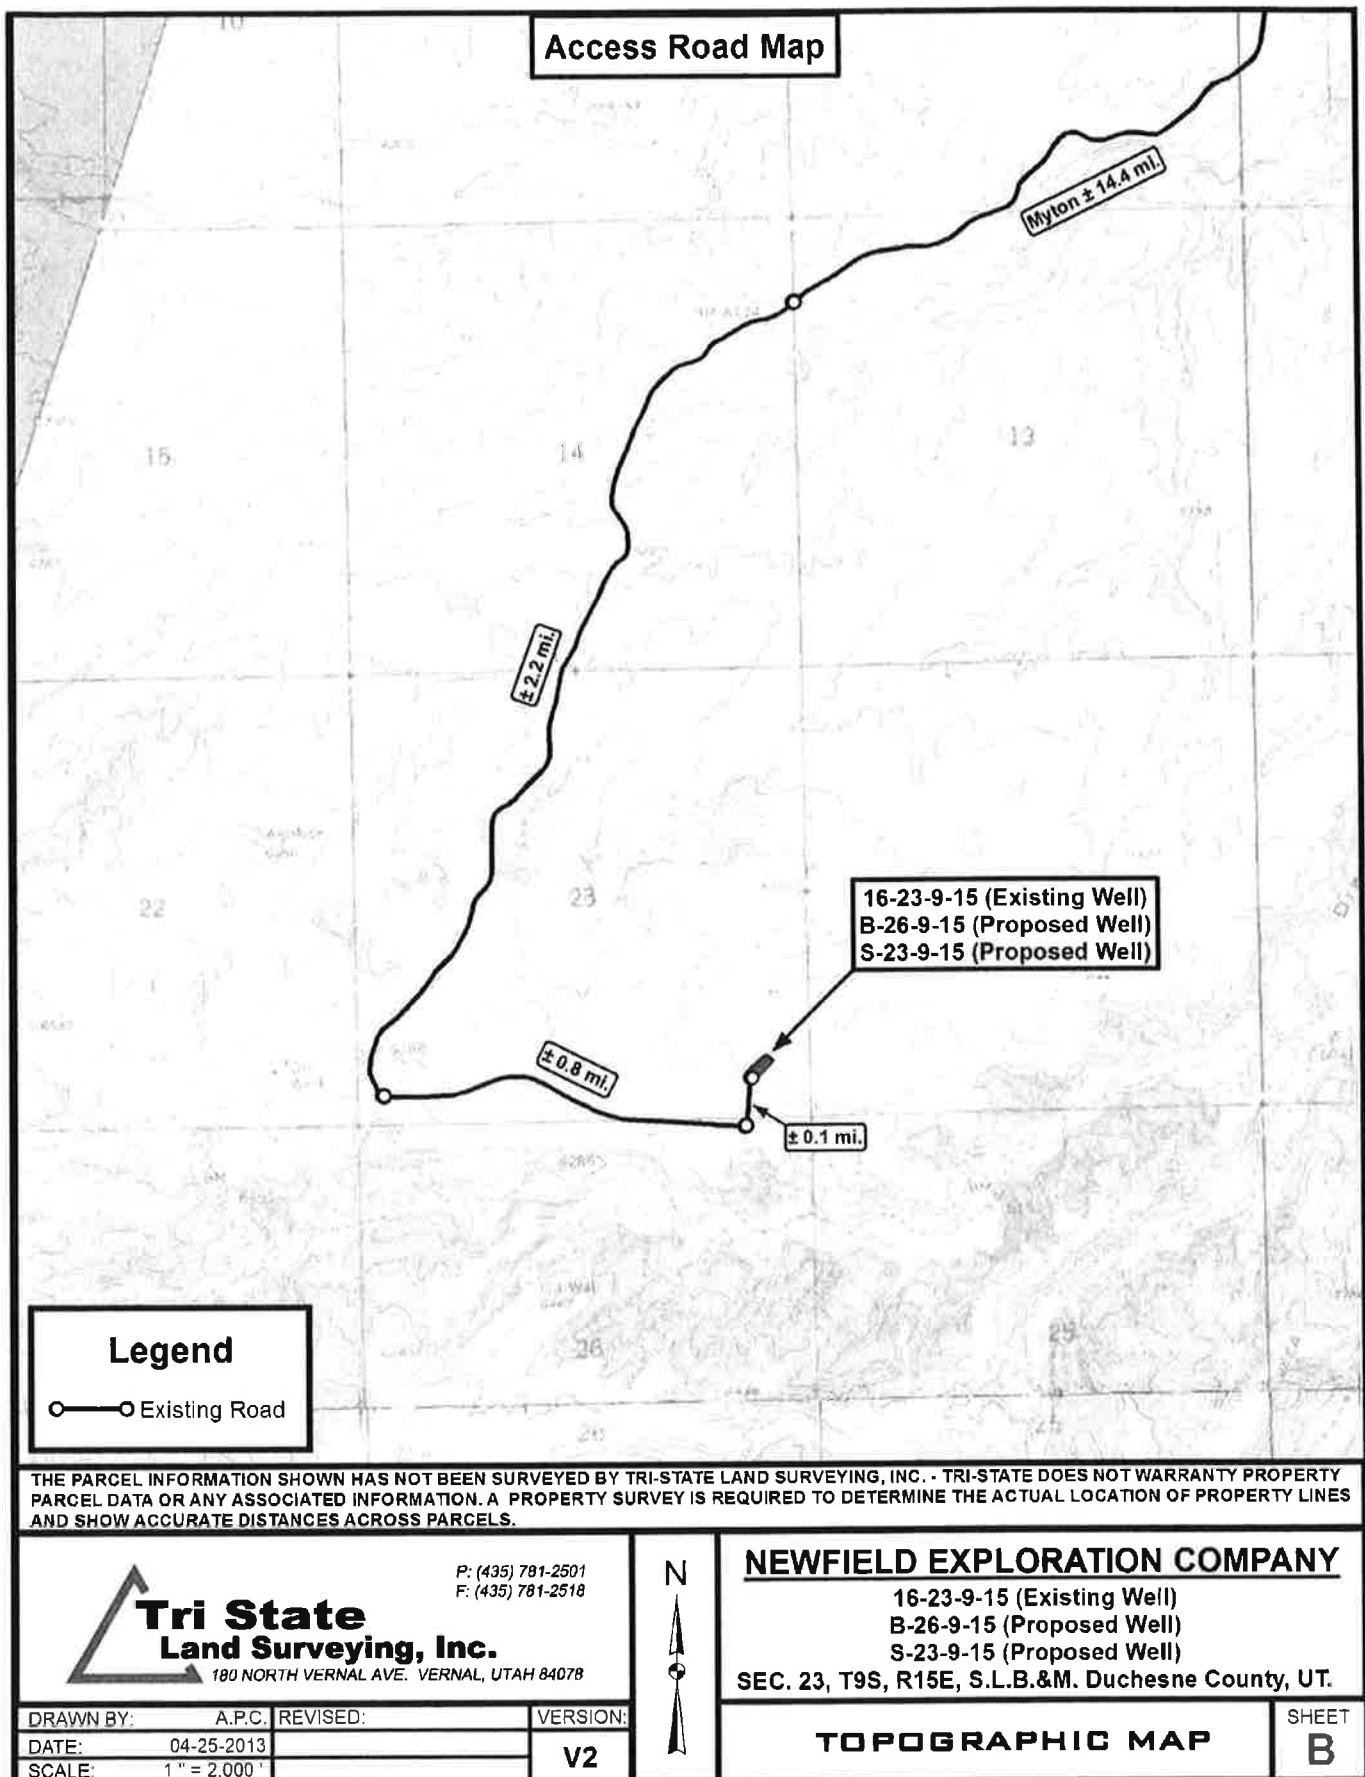 Access Road Map
10
Myton ± 14.4 mi.
15
14
13
± 2.2 mi.
22
23
16-23-9-15 (Existing Well)
B-26-9-15 (Proposed Well)
S-23-9-15 (Proposed Well)
± 0.8 mi.
± 0.1 mi.
26
25
26
25
Legend
Existing Road
THE PARCEL INFORMATION SHOWN HAS NOT BEEN SURVEYED BY TRI-STATE LAND SURVEYING, INC. - TRI-STATE DOES NOT WARRANTY PROPERTY
PARCEL DATA OR ANY ASSOCIATED INFORMATION. A PROPERTY SURVEY IS REQUIRED TO DETERMINE THE ACTUAL LOCATION OF PROPERTY LINES
AND SHOW ACCURATE DISTANCES ACROSS PARCELS.
P: (435) 781-2501
F: (435) 781-2518
Tri State
Land Surveying, Inc.
180 NORTH VERNAL AVE. VERNAL, UTAH 84078
N
NEWFIELD EXPLORATION COMPANY
16-23-9-15 (Existing Well)
B-26-9-15 (Proposed Well)
S-23-9-15 (Proposed Well)
SEC. 23, T9S, R15E, S.L.B.&M. Duchesne County, UT.
DRAWN BY: A.P.C. REVISED: VERSION:
DATE: 04-25-2013
SCALE: 1 " = 2,000 '
V2
TOPOGRAPHIC MAP
SHEET
B